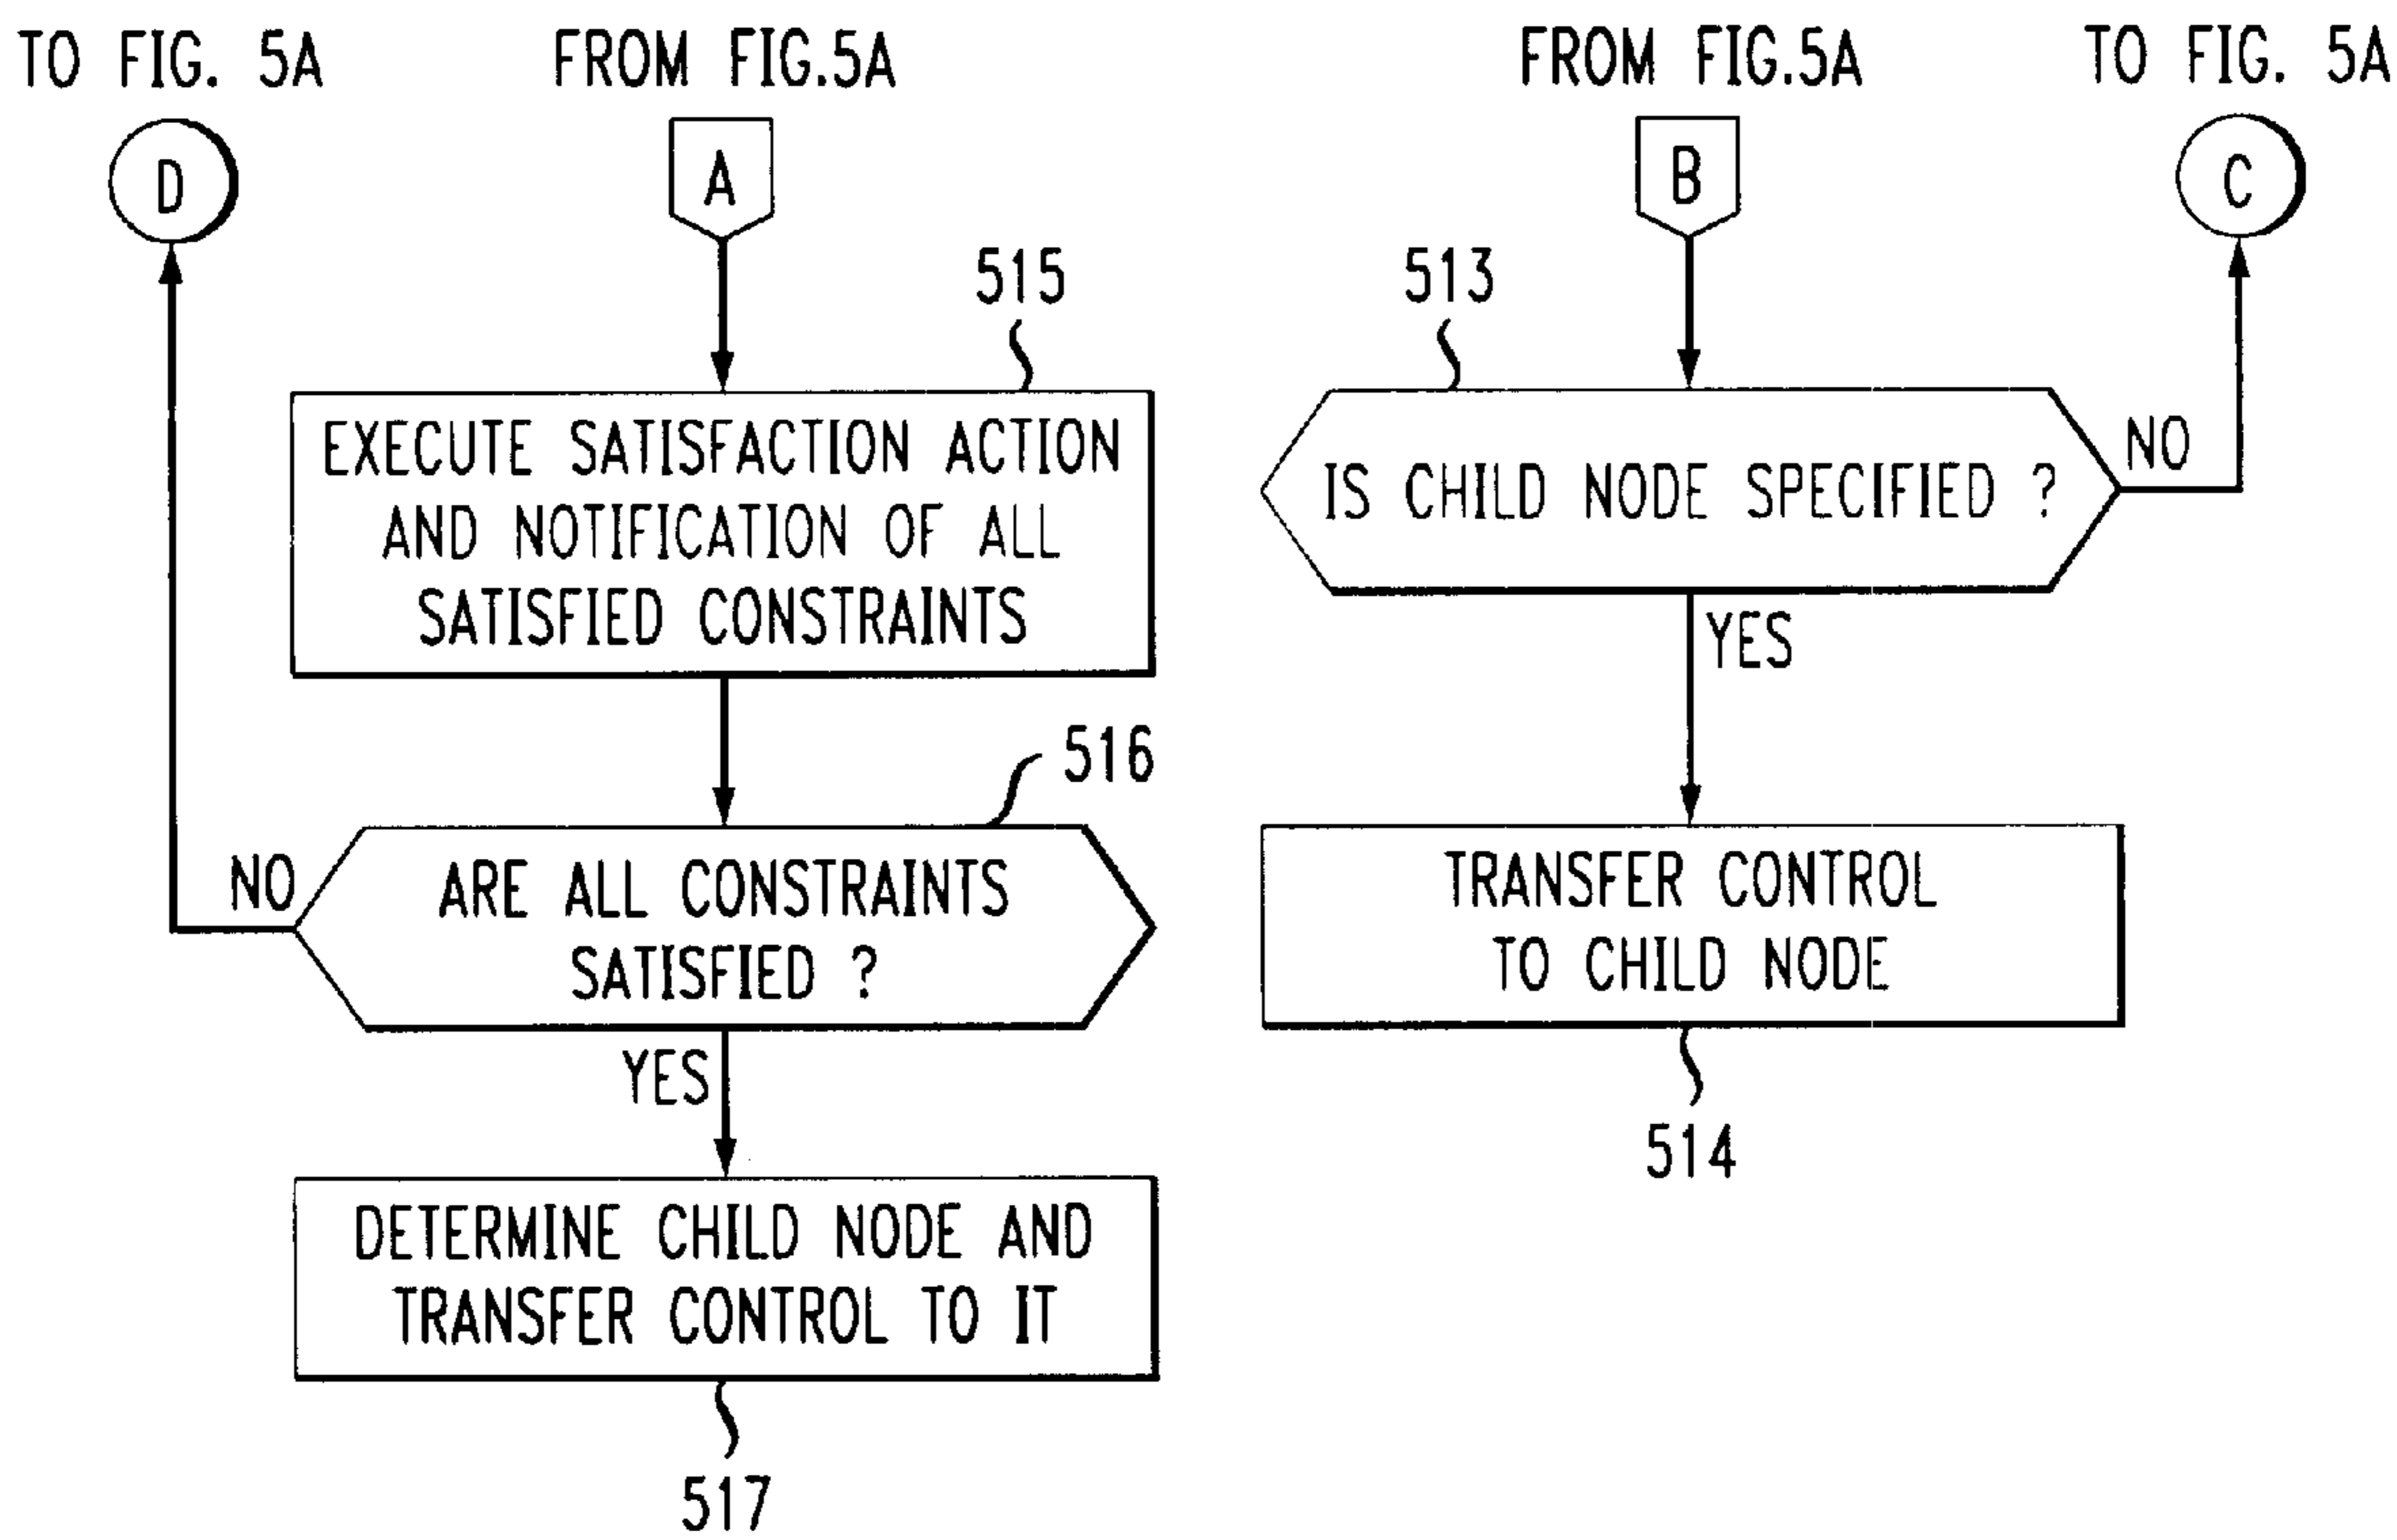 TO FIG. 5A
FROM FIG.5A
FROM FIG.5A
TO FIG. 5A
D
A
B
C
515
513
EXECUTE SATISFACTION ACTION
AND NOTIFICATION OF ALL
SATISFIED CONSTRAINTS
IS CHILD NODE SPECIFIED ?
NO
YES
516
ARE ALL CONSTRAINTS
SATISFIED ?
NO
YES
TRANSFER CONTROL
TO CHILD NODE
514
DETERMINE CHILD NODE AND
TRANSFER CONTROL TO IT
517